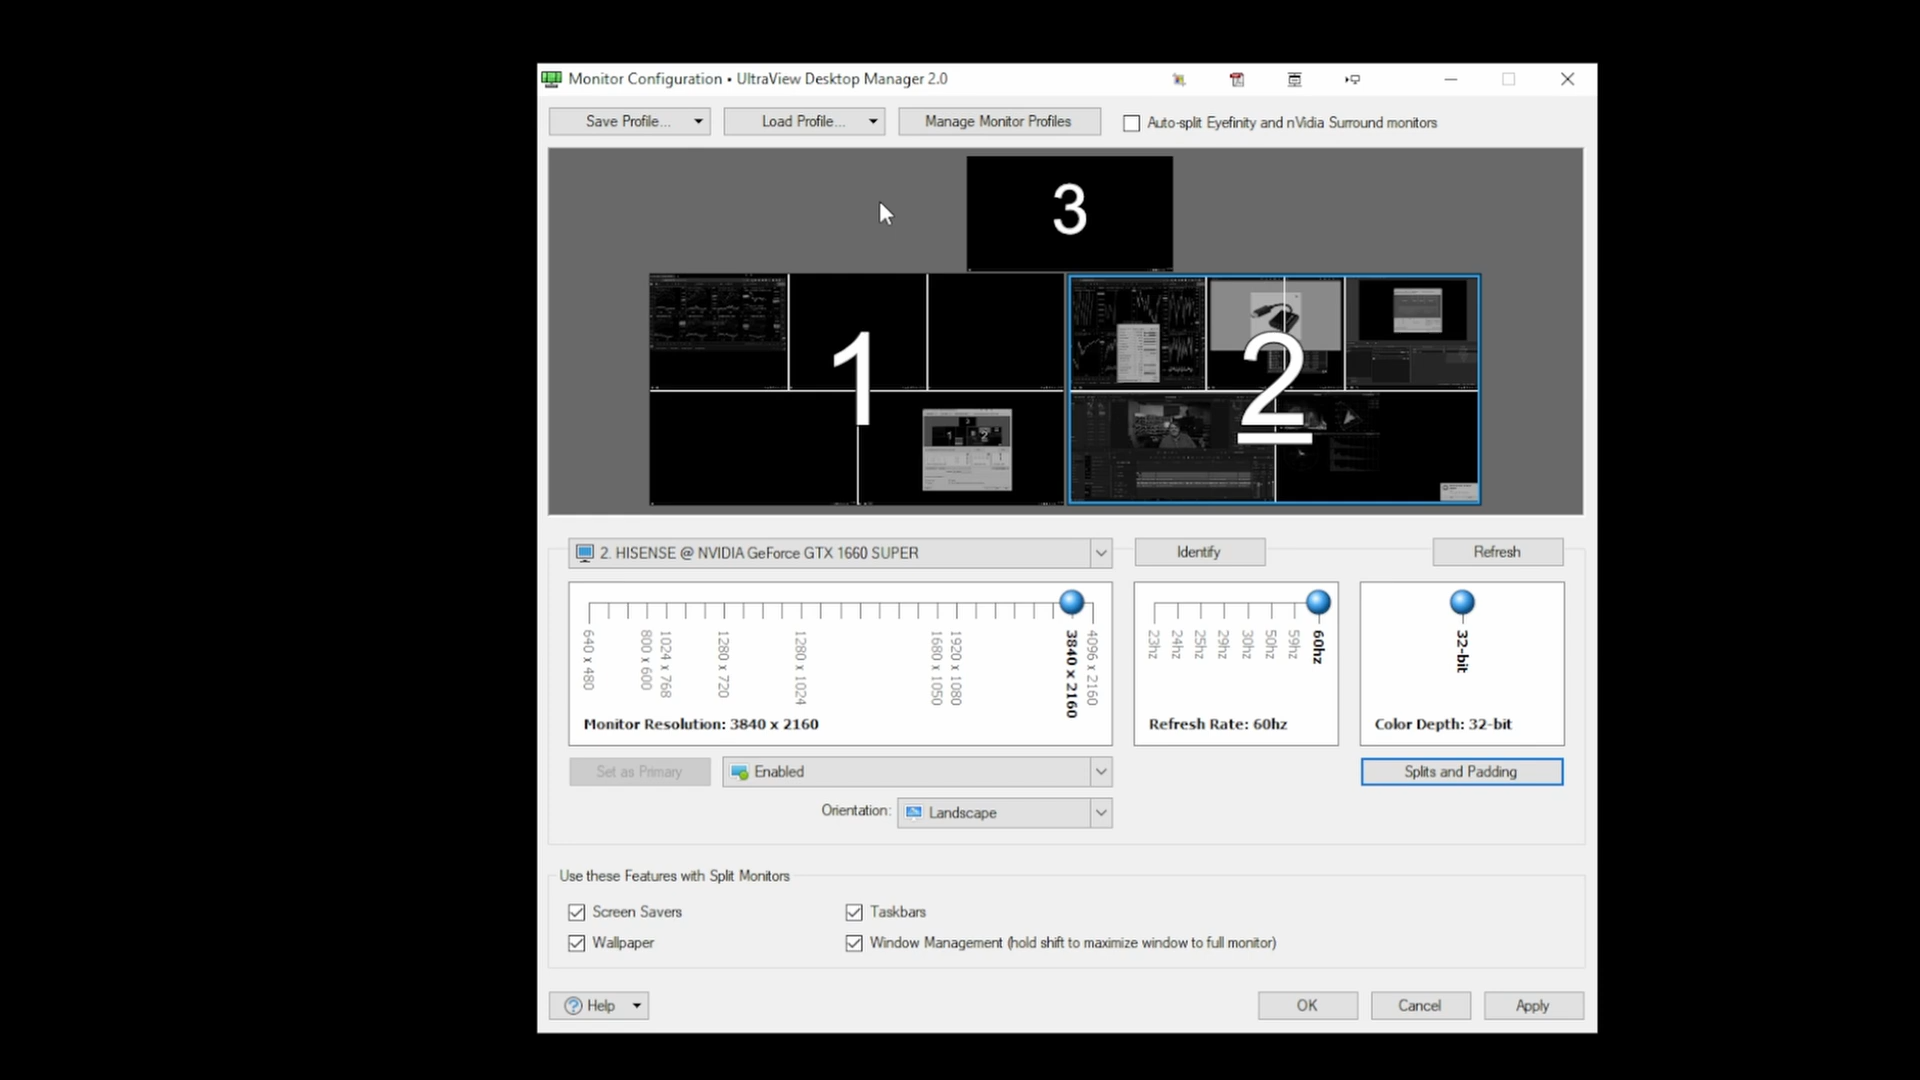 Monitor Configuration • UltraView Desktop Manager 2.0
Save Profile...
Load Profile...
Manage Monitor Profiles
Auto-split Eyefinity and nVidia Surround monitors
3
1
2
2. HISENSE @ NVIDIA GeForce GTX 1660 SUPER
Identify
Refresh
640 x 480
800 x 600
1024 x 768
1280 x 720
1280 x 1024
1680 x 1050
1920 x 1080
3840 x 2160
4096 x 2160
Monitor Resolution: 3840 x 2160
23hz
24hz
25hz
29hz
30hz
50hz
59hz
60hz
Refresh Rate: 60hz
32-bit
Color Depth: 32-bit
Set as Primary
Enabled
Splits and Padding
Orientation:
Landscape
Use these Features with Split Monitors
Screen Savers
Taskbars
Wallpaper
Window Management (hold shift to maximize window to full monitor)
Help
OK
Cancel
Apply